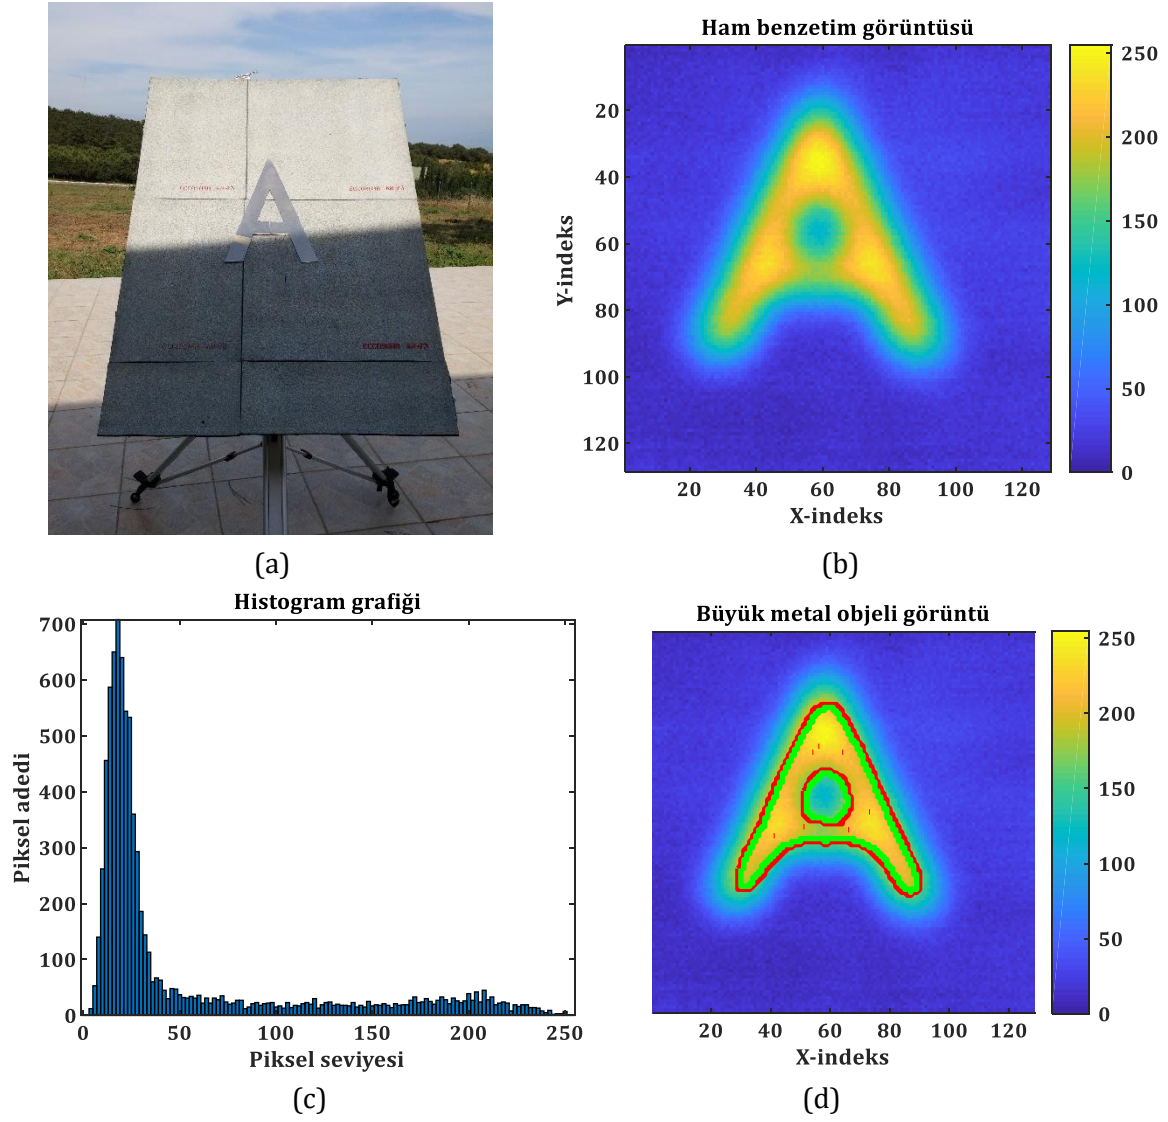 Ham benzetim görüntüsü
20
40
60
80
100
120
Y-indeks
20 40 60 80 100 120
X-indeks
250
200
150
100
50
0
(a)
(b)
Histogram grafiği
700
600
500
400
300
200
100
0
Piksel adedi
0 50 100 150 200 250
Piksel seviyesi
(c)
Büyük metal objeli görüntü
20 40 60 80 100 120
X-indeks
250
200
150
100
50
0
(d)